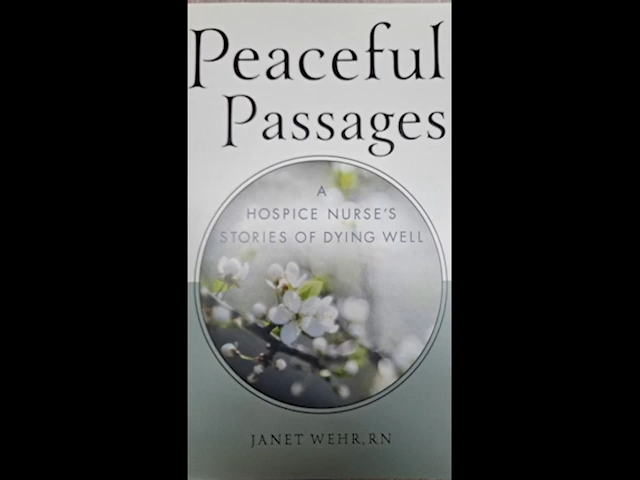 Peaceful
Passages
A
HOSPICE NURSE'S
STORIES OF DYING WELL
JANET WEHR, RN